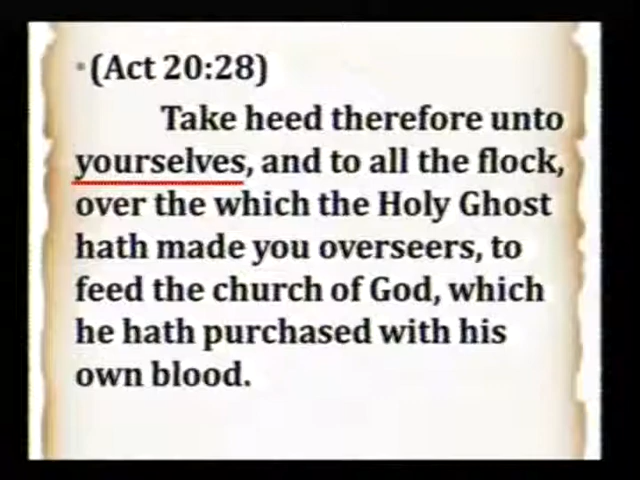 •(Act 20:28)
Take heed therefore unto
yourselves, and to all the flock,
over the which the Holy Ghost
hath made you overseers, to
feed the church of God, which
he hath purchased with his
own blood.